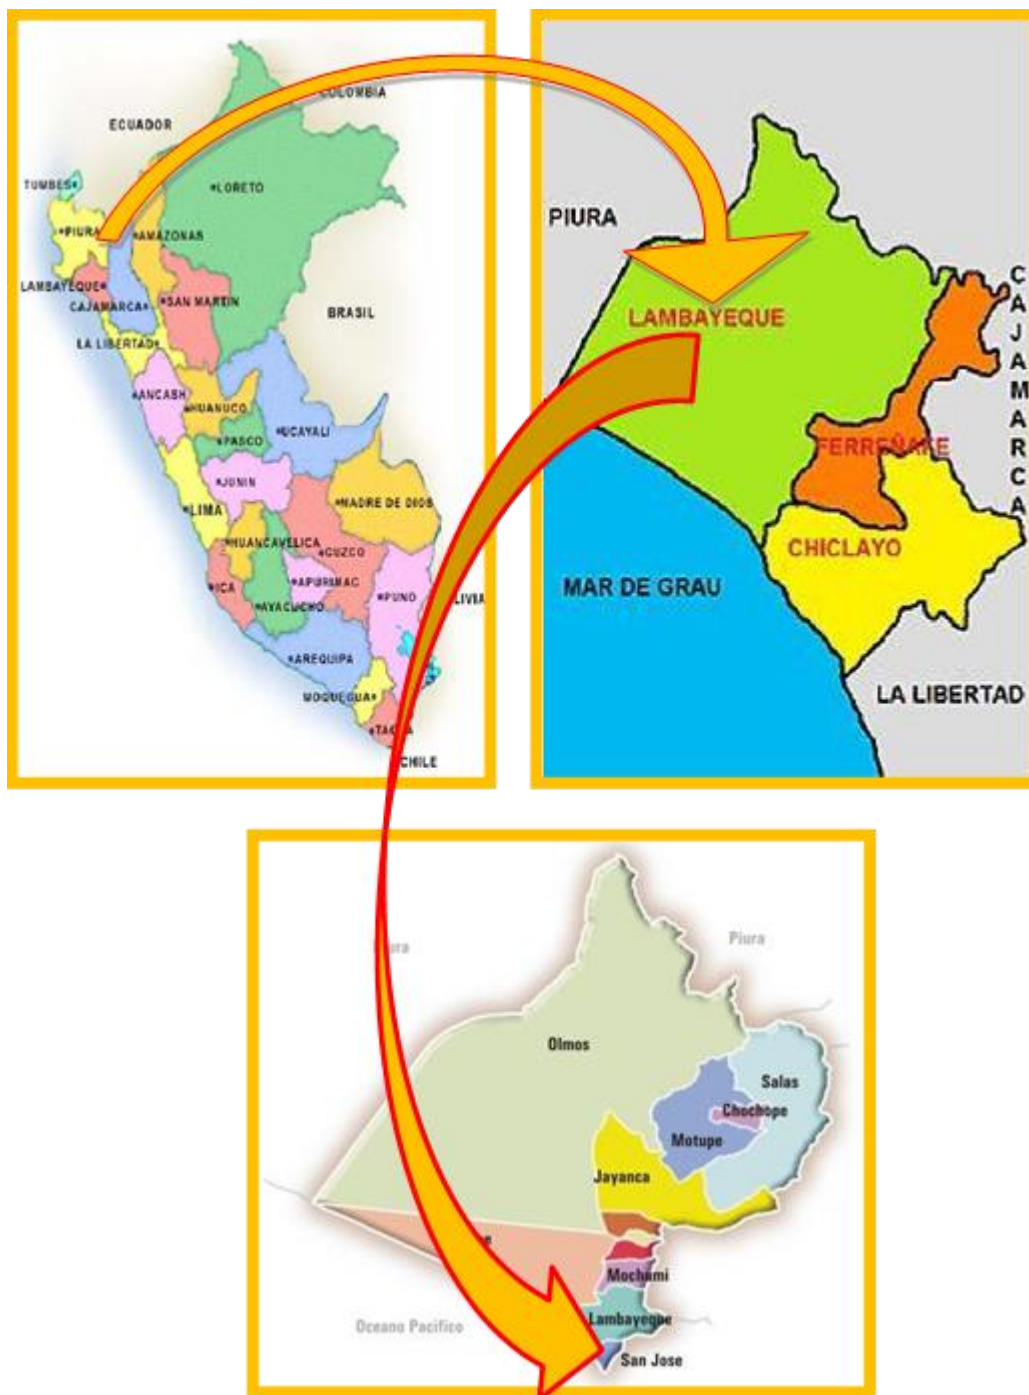 COLOMBIA
ECUADOR
TUMBES
LORETO
PIURA
AMAZONAS
LAMBAYEQUE
CAJAMARCA
SAN MARTIN
BRASIL
LA LIBERTAD
ANCASH
HUANUCO
UCAYALI
PASCO
JUNIN
LIMA
MADRE DE DIOS
HUANCAVELICA
CUZCO
ICA
APURIMAC
PUNO
AYACUCHO
LIVIA
AREQUIPA
MOQUEGUA
TACNA
CHILE
PIURA
LAMBAYEQUE
CAJAMARCA
FERREÑAFE
CHICLAYO
MAR DE GRAU
LA LIBERTAD
Piura
Olmos
Salas
Chochope
Motupe
Jayanca
Mochumi
Oceano Pacifico
Lambayeque
San Jose